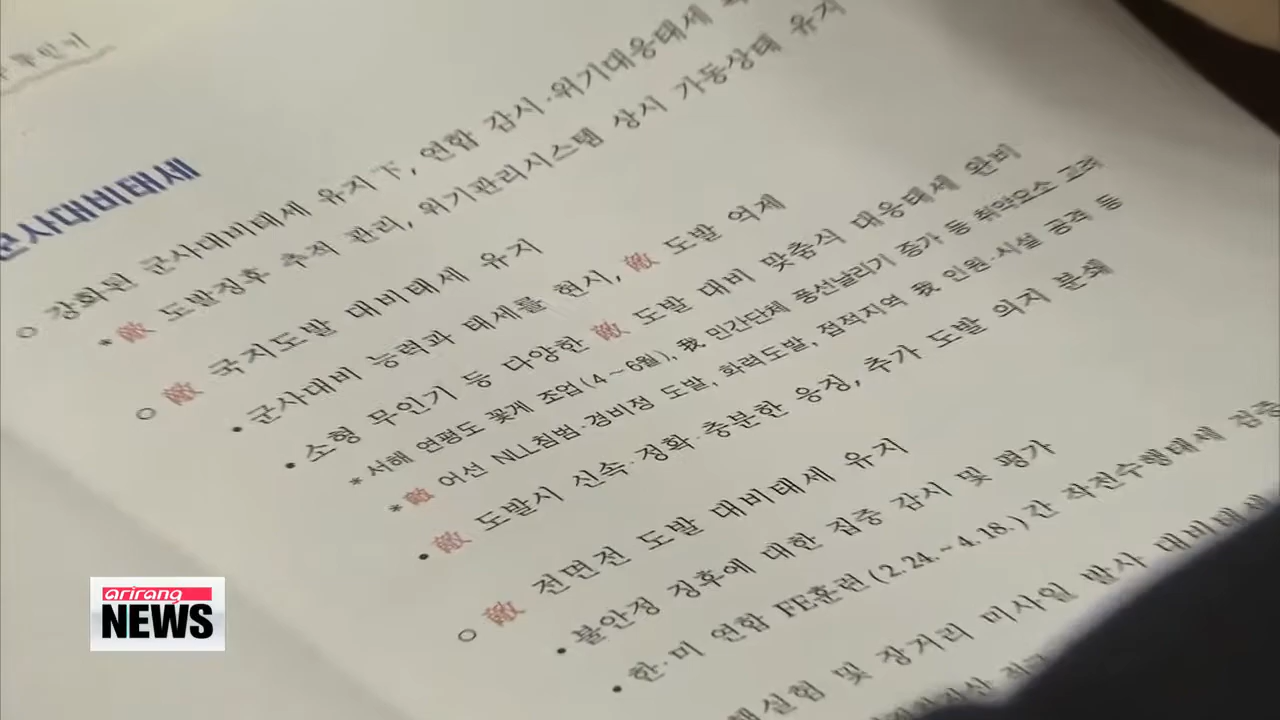 군사대비태세
○ 강화된 군사대비태세 유지 下, 연합 감시·위기대응태세
* 敵 도발징후 추적 관리, 위기관리시스템 상시 가동상태 유지
○ 敵 국지도발 대비태세 유지
• 군사대비 능력과 태세를 현시, 敵 도발 억제
• 소형 무인기 등 다양한 敵 도발 대비 맞춤식 대응태세 완비
* 서해 연평도 꽃게 조업(4~6월), 我 민간단체 풍선날리기 증가 등 취약요소 고려
* 敵 어선 NLL침범·경비정 도발, 화력도발, 접적지역 我 인원·시설 공격 등
• 敵 도발시 신속·정확·충분한 응징, 추가 도발 의지 분쇄
○ 敵 전면전 도발 대비태세 유지
• 불안정 징후에 대한 집중 감시 및 평가
• 한·미 연합 FE훈련(2.24.~4.18.)간 작전수행태세 검증
핵실험 및 장거리 미사일 발사 대비태세
arirang
NEWS